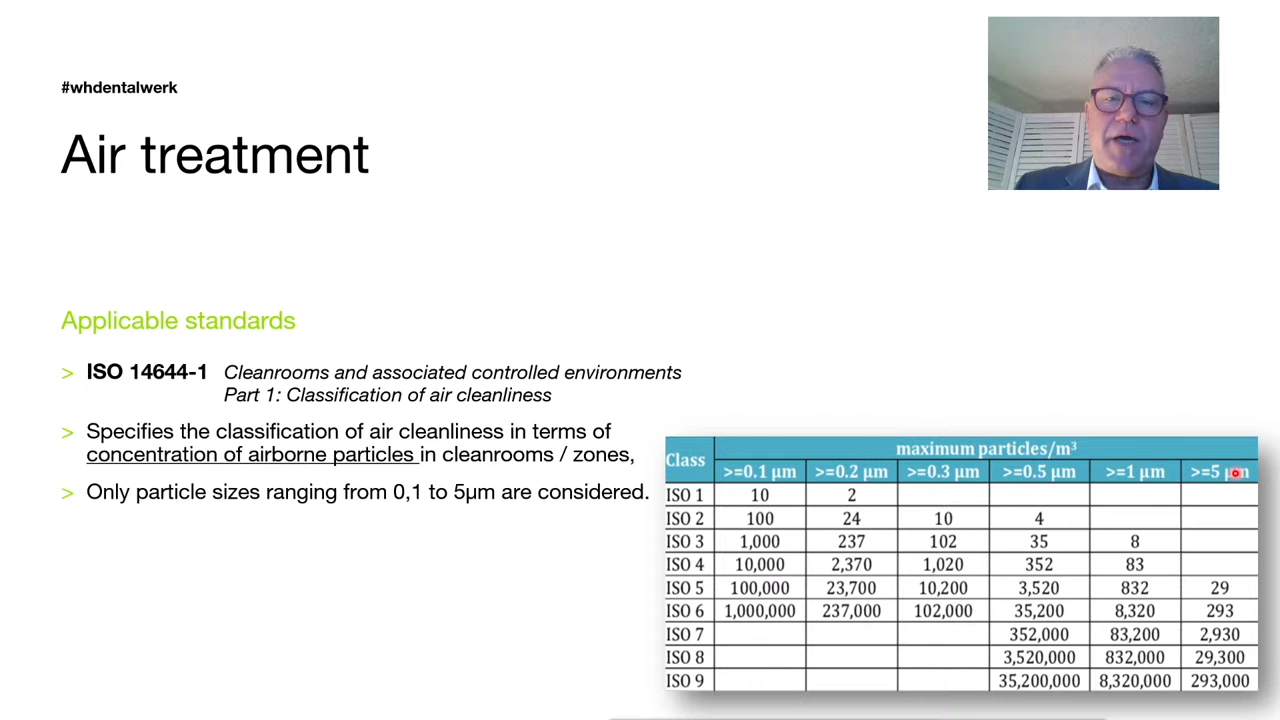 #whdentalwerk
Air treatment
Applicable standards
> ISO 14644-1 Cleanrooms and associated controlled environments
Part 1: Classification of air cleanliness
> Specifies the classification of air cleanliness in terms of
concentration of airborne particles in cleanrooms / zones,
> Only particle sizes ranging from 0,1 to 5µm are considered.
Class maximum particles/m³
>=0.1 µm >=0.2 µm >=0.3 µm >=0.5 µm >=1 µm >=5 µm
ISO 1 10 2
ISO 2 100 24 10 4
ISO 3 1,000 237 102 35 8
ISO 4 10,000 2,370 1,020 352 83
ISO 5 100,000 23,700 10,200 3,520 832 29
ISO 6 1,000,000 237,000 102,000 35,200 8,320 293
ISO 7 352,000 83,200 2,930
ISO 8 3,520,000 832,000 29,300
ISO 9 35,200,000 8,320,000 293,000